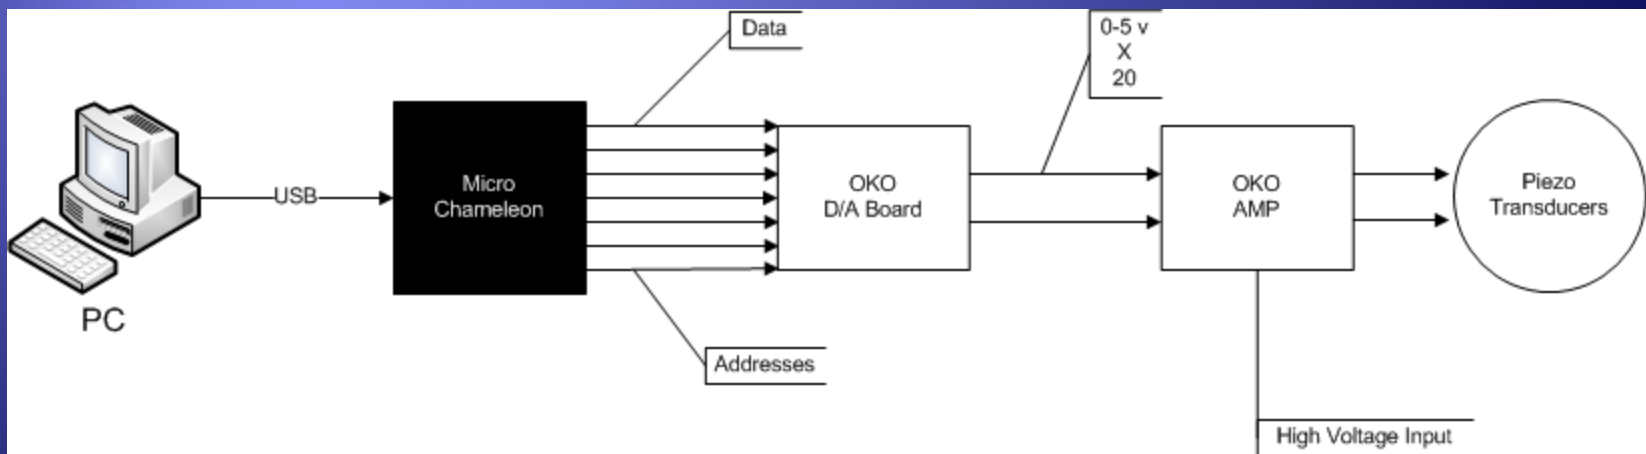 Data
0-5 v
X
20
USB
Micro
Chameleon
OKO
D/A Board
OKO
AMP
Piezo
Transducers
PC
Addresses
High Voltage Input